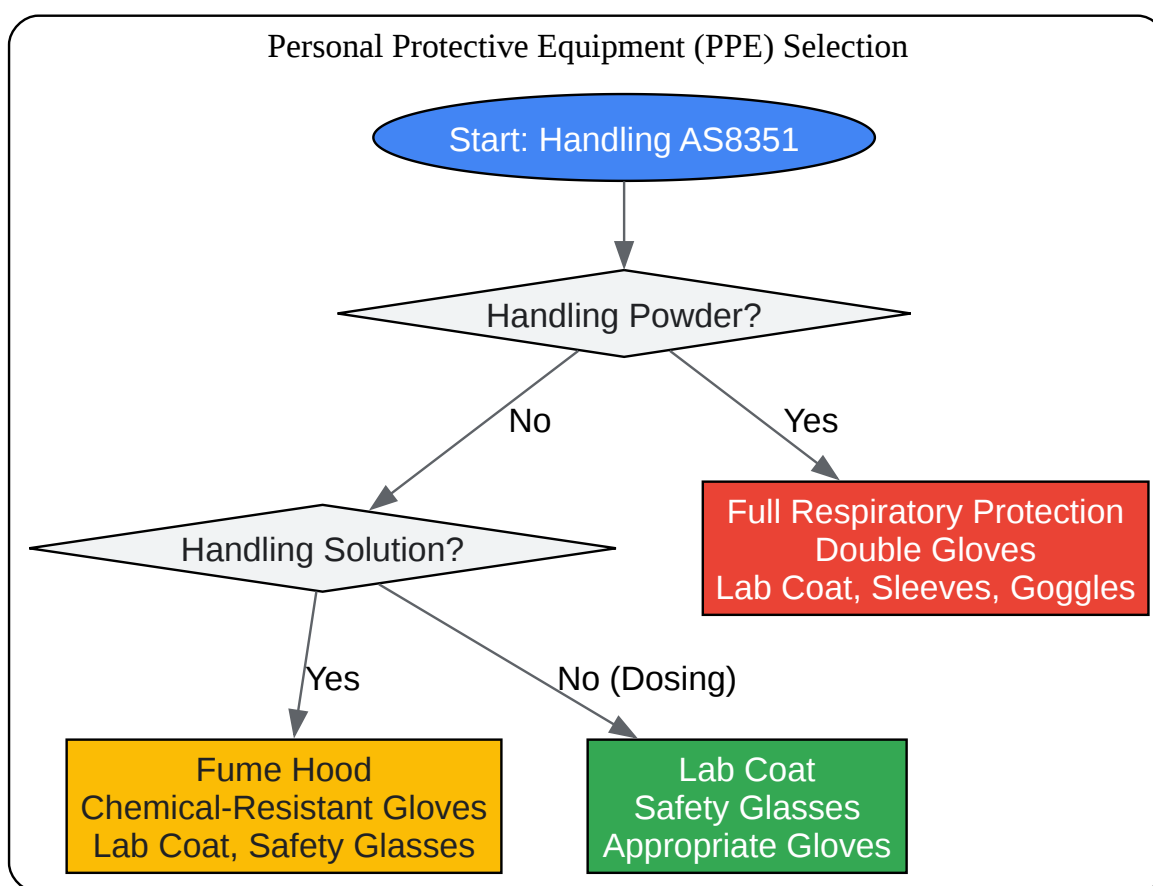 Personal Protective Equipment (PPE) Selection
Start: Handling AS8351
Handling Powder?
No
Yes
Full Respiratory Protection
Double Gloves
Lab Coat, Sleeves, Goggles
Handling Solution?
Yes
No (Dosing)
Fume Hood
Chemical-Resistant Gloves
Lab Coat, Safety Glasses
Lab Coat
Safety Glasses
Appropriate Gloves